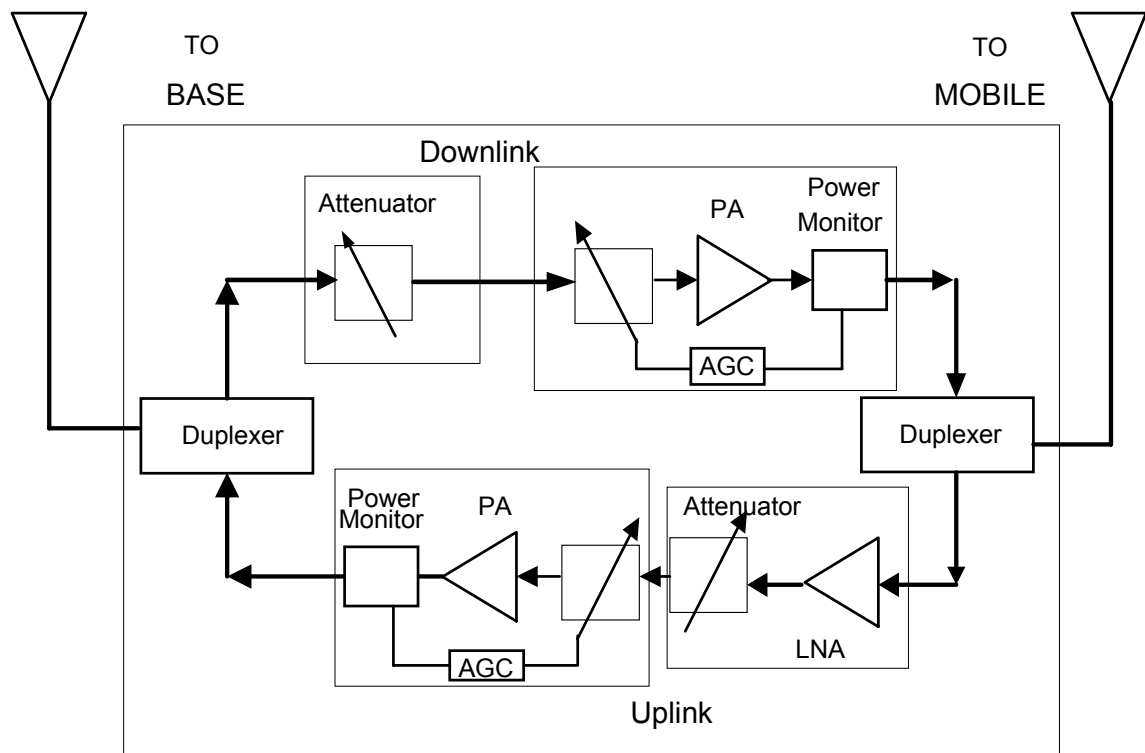 TO
BASE
TO
MOBILE
Downlink
Attenuator
PA
Power
Monitor
AGC
Duplexer
Duplexer
Power
Monitor
PA
AGC
Attenuator
LNA
Uplink